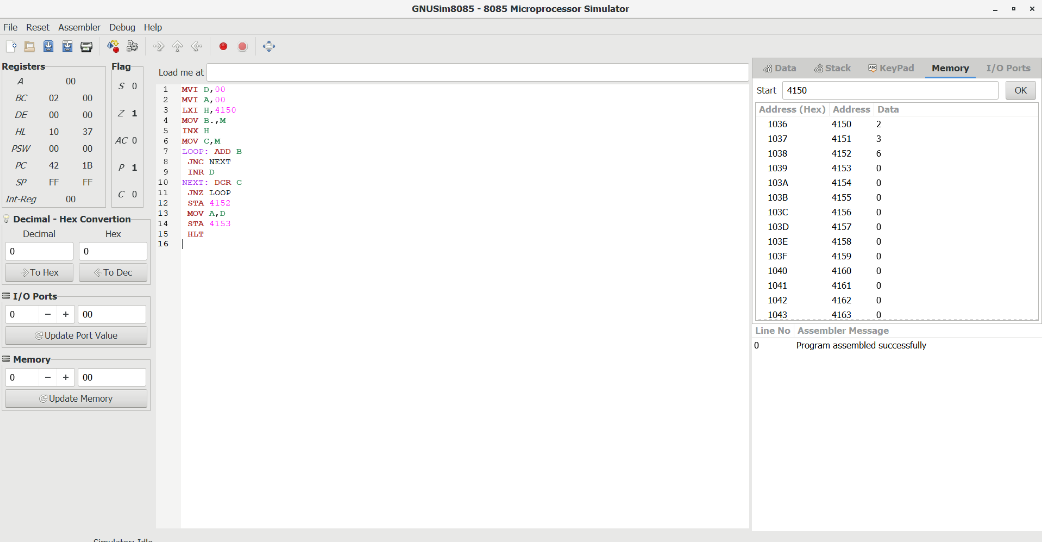 GNUSim8085 - 8085 Microprocessor Simulator
File Reset Assembler Debug Help
Registers
A 00
BC 02 00
DE 00 00
HL 10 37
PSW 00 00
PC 42 1B
SP FF FF
Int-Reg 00
Flag
S 0
Z 1
AC 0
P 1
C 0
Decimal - Hex Convertion
Decimal Hex
0 0
To Hex To Dec
I/O Ports
0 − + 00
Update Port Value
Memory
0 − + 00
Update Memory
Load me at
1 MVI D,00
2 MVI A,00
3 LXI H,4150
4 MOV B.,M
5 INX H
6 MOV C,M
7 LOOP: ADD B
8 JNC NEXT
9 INR D
10 NEXT: DCR C
11 JNZ LOOP
12 STA 4152
13 MOV A,D
14 STA 4153
15 HLT
16
Data Stack KeyPad Memory I/O Ports
Start 4150 OK
Address (Hex) Address Data
1036 4150 2
1037 4151 3
1038 4152 6
1039 4153 0
103A 4154 0
103B 4155 0
103C 4156 0
103D 4157 0
103E 4158 0
103F 4159 0
1040 4160 0
1041 4161 0
1042 4162 0
1043 4163 0
Line No Assembler Message
0 Program assembled successfully
Simulator: Idle